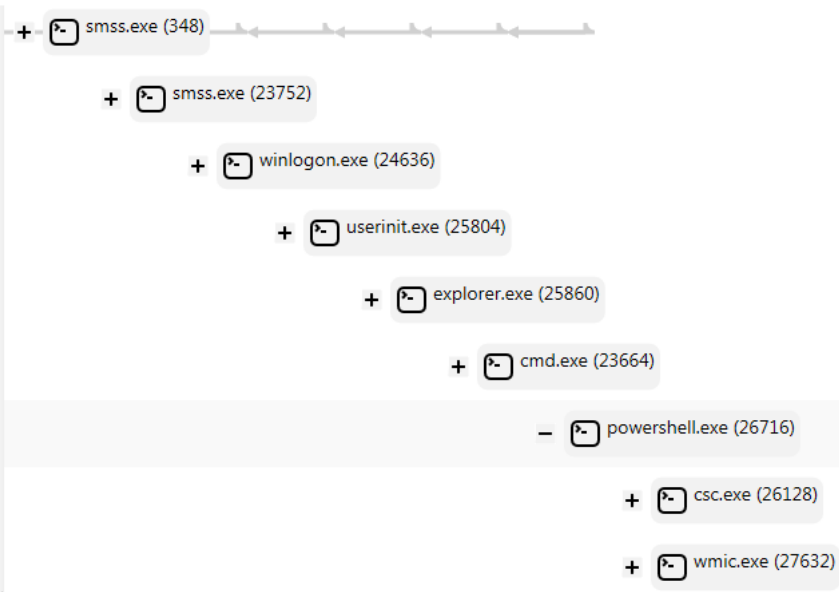 smss.exe (348)
smss.exe (23752)
winlogon.exe (24636)
userinit.exe (25804)
explorer.exe (25860)
cmd.exe (23664)
powershell.exe (26716)
csc.exe (26128)
wmic.exe (27632)